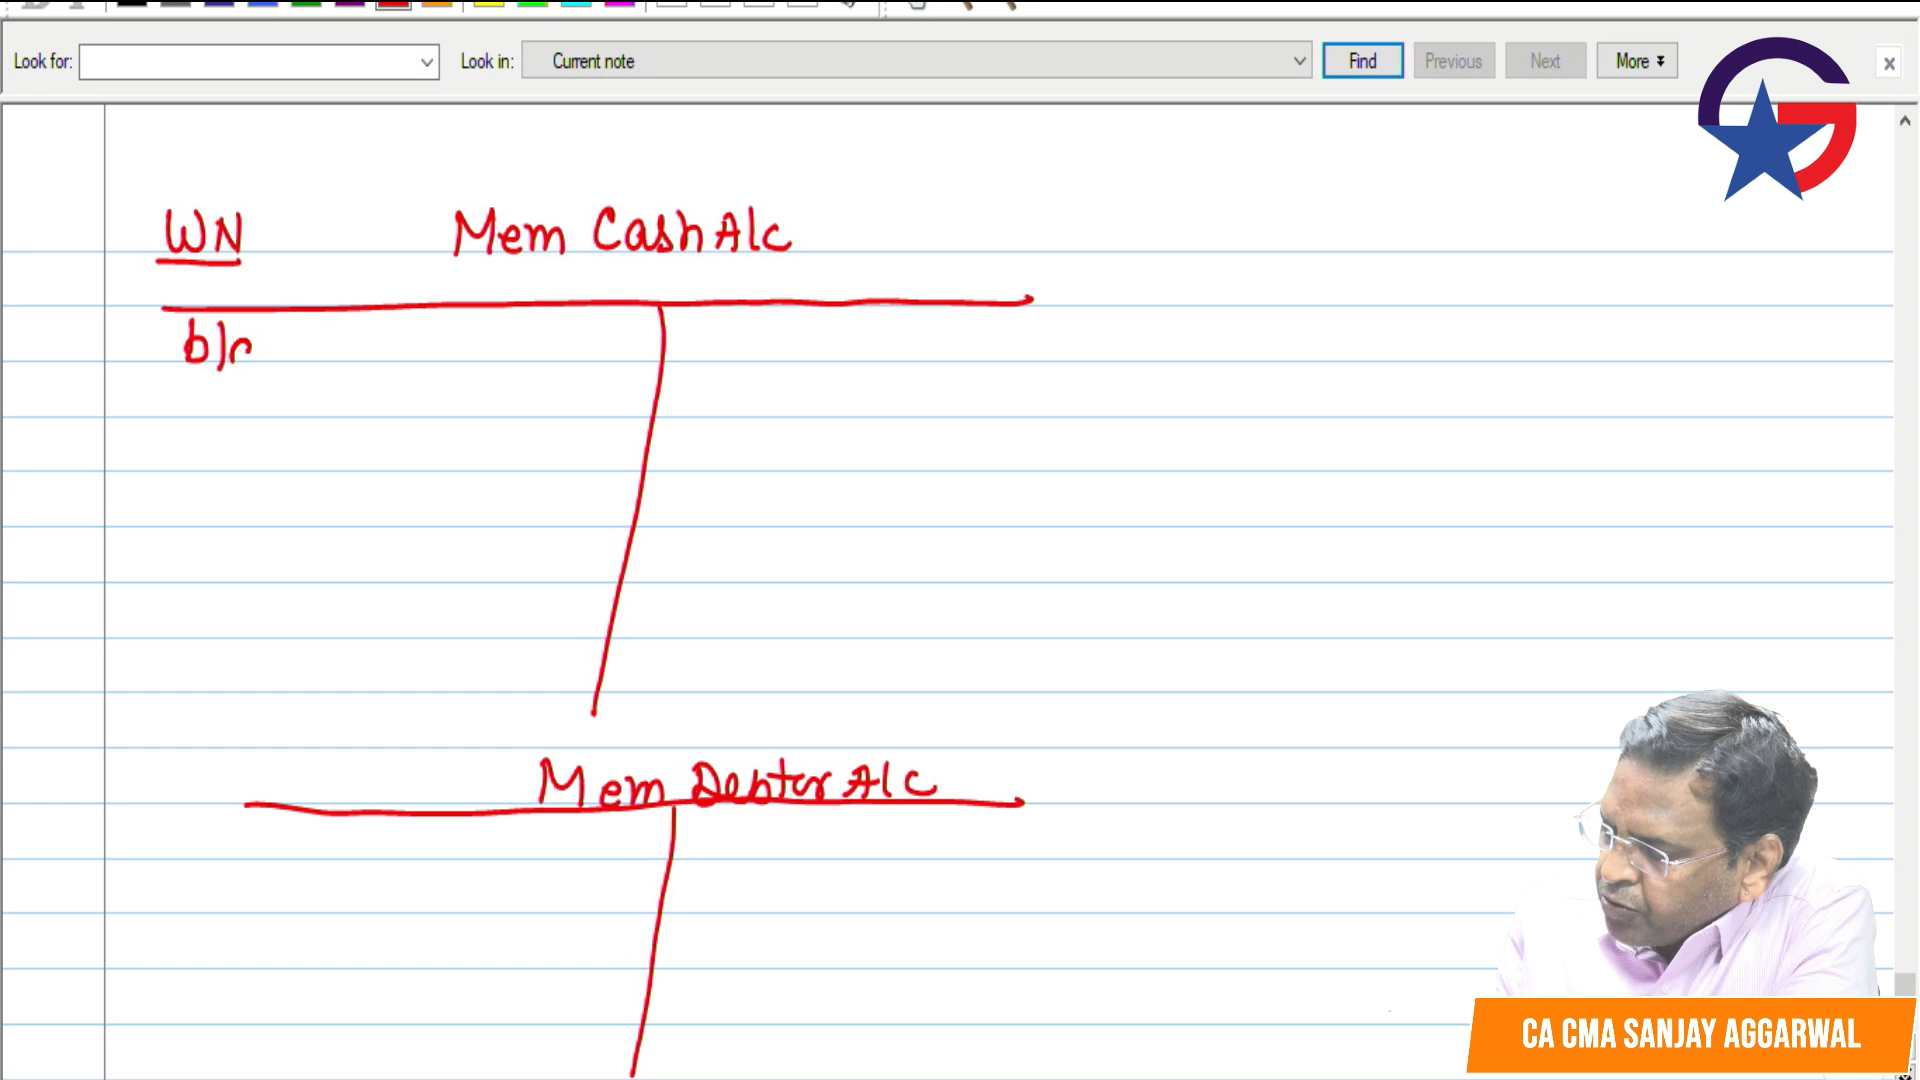 Look for:
Look in: Current note Find Previous Next More
WN Mem Cash A/c
Mem Debtor A/c
CA CMA SANJAY AGGARWAL